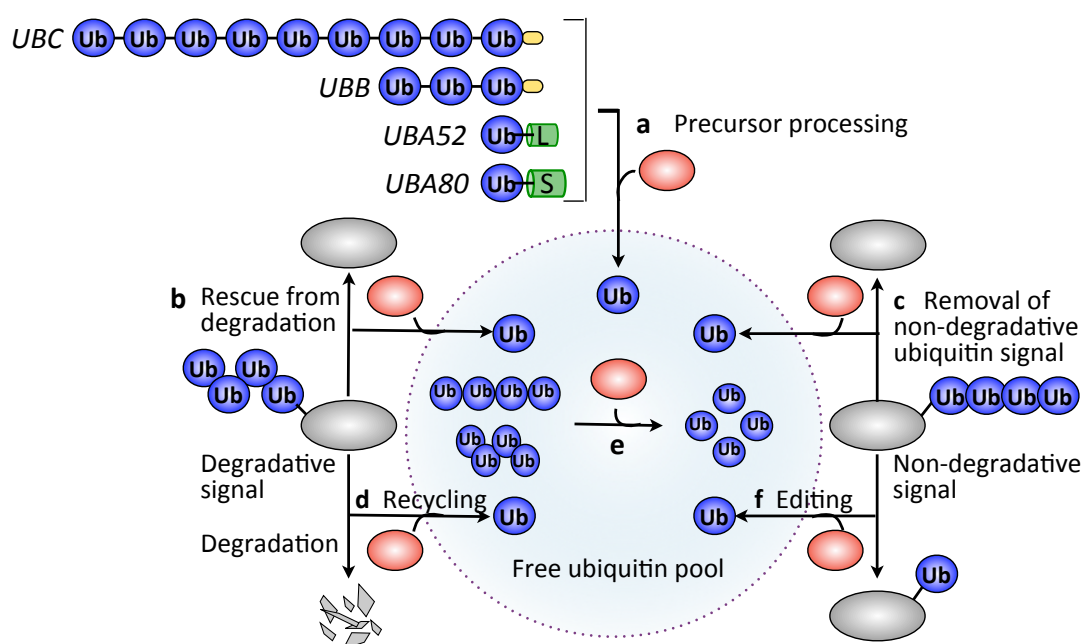 UBC Ub Ub Ub Ub Ub Ub Ub Ub Ub Ub
UBB Ub Ub Ub
UBA52 Ub L
UBA80 Ub S
a Precursor processing
Ub
b Rescue from
degradation
Ub
Ub
c Removal of
non-degradative
ubiquitin signal
Ub Ub Ub Ub Ub
Ub Ub Ub Ub
Ub Ub Ub Ub
Ub Ub Ub Ub
Ub Ub Ub Ub
e
Degradative
signal
Non-degradative
signal
d Recycling
Ub
Ub
f Editing
Degradation
Free ubiquitin pool
Ub